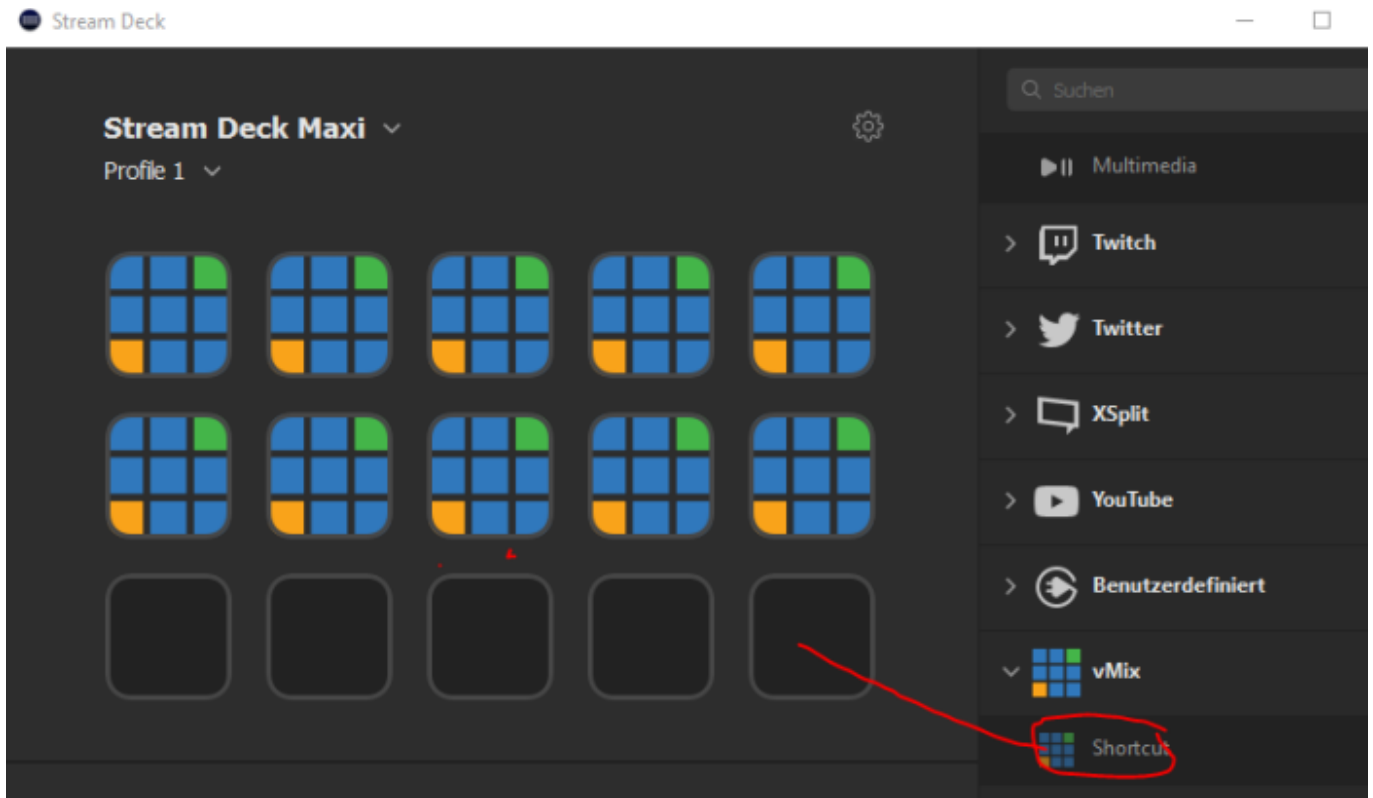 Stream Deck
Stream Deck Maxi
Profile 1
Suchen
Multimedia
Twitch
Twitter
XSplit
YouTube
Benutzerdefiniert
vMix
Shortcut